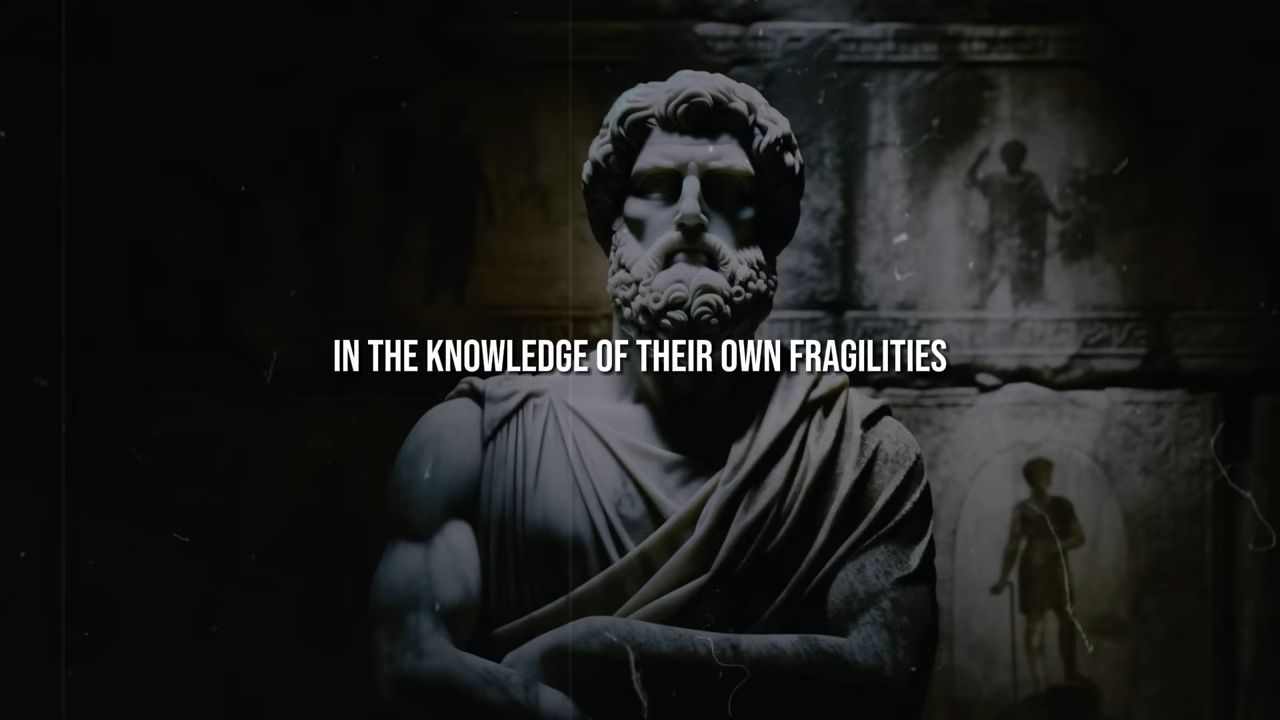 IN THE KNOWLEDGE OF THEIR OWN FRAGILITIES